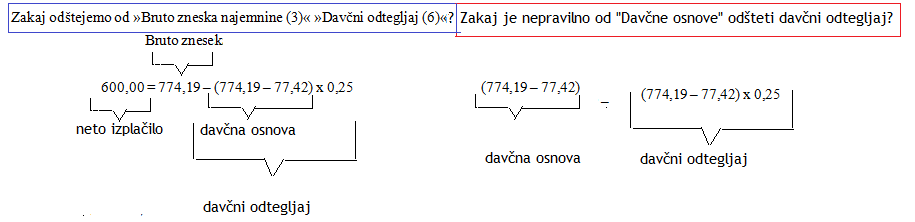 Zakaj odštejemo od »Bruto zneska najemnine (3)« »Davčni odtegljaj (6)«?
Zakaj je nepravilno od "Davčne osnove" odšteti davčni odtegljaj?
Bruto znesek
600,00 = 774,19 – (774,19 – 77,42) x 0,25
neto izplačilo
davčna osnova
davčni odtegljaj
(774,19 – 77,42)
–
(774,19 – 77,42) x 0,25
davčna osnova
davčni odtegljaj